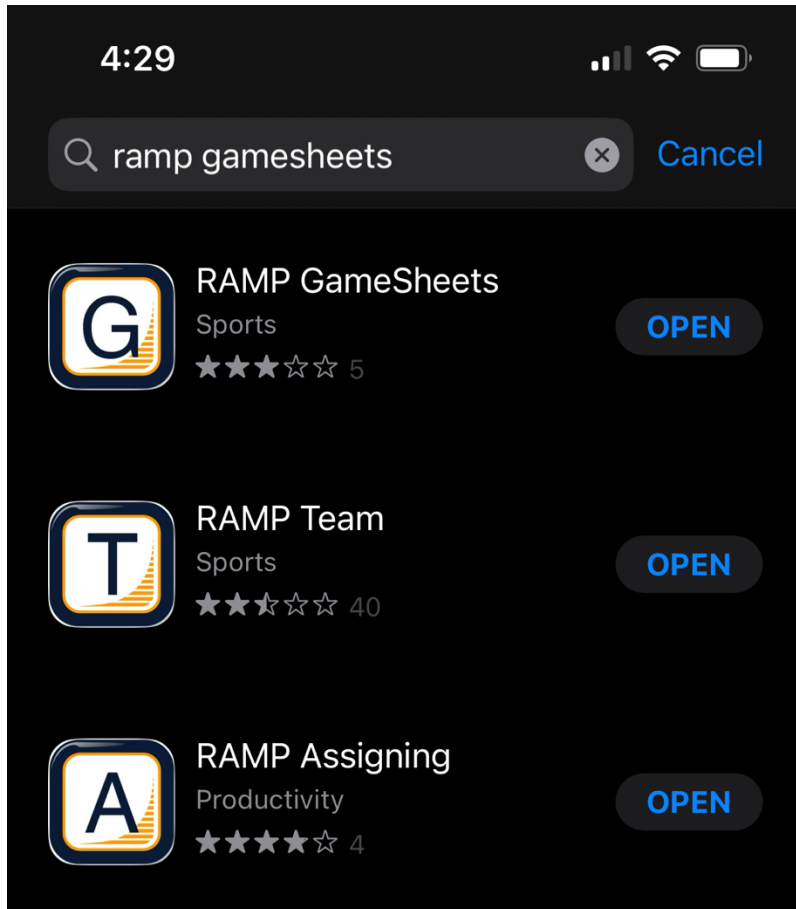 4:29
ramp gamesheets
Cancel
G
RAMP GameSheets
Sports
5
OPEN
T
RAMP Team
Sports
40
OPEN
A
RAMP Assigning
Productivity
4
OPEN